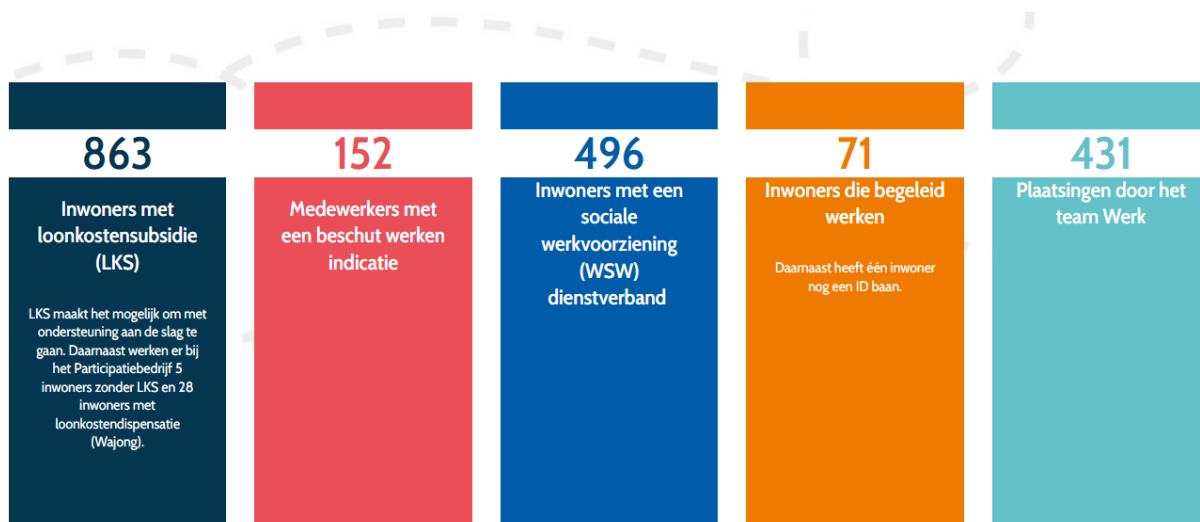 863
Inwoners met
loonkostensubsidie
(LKS)
LKS maakt het mogelijk om met
ondersteuning aan de slag te
gaan. Daarnaast werken er bij
het Participatiebedrijf 5
inwoners zonder LKS en 28
inwoners met
loonkostendispensatie
(Wajong).
152
Medewerkers met
een beschut werken
indicatie
496
Inwoners met een
sociale
werkvoorziening
(WSW)
dienstverband
71
Inwoners die begeleid
werken
Daarnaast heeft één inwoner
nog een ID baan.
431
Plaatsingen door het
team Werk